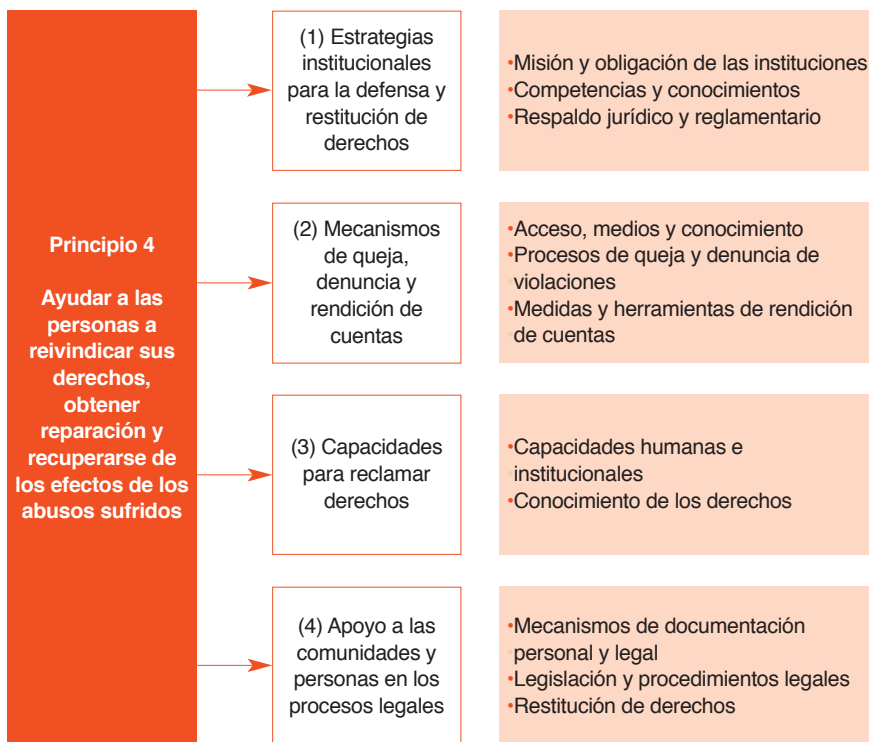 Principio 4
Ayudar a las
personas a
reivindicar sus
derechos,
obtener
reparación y
recuperarse de
los efectos de los
abusos sufridos
(1) Estrategias
institucionales
para la defensa y
restitución de
derechos
•Misión y obligación de las instituciones
•Competencias y conocimientos
•Respaldo jurídico y reglamentario
(2) Mecanismos
de queja,
denuncia y
rendición de
cuentas
•Acceso, medios y conocimiento
•Procesos de queja y denuncia de
violaciones
•Medidas y herramientas de rendición
de cuentas
(3) Capacidades
para reclamar
derechos
•Capacidades humanas e
institucionales
•Conocimiento de los derechos
(4) Apoyo a las
comunidades y
personas en los
procesos legales
•Mecanismos de documentación
personal y legal
•Legislación y procedimientos legales
•Restitución de derechos